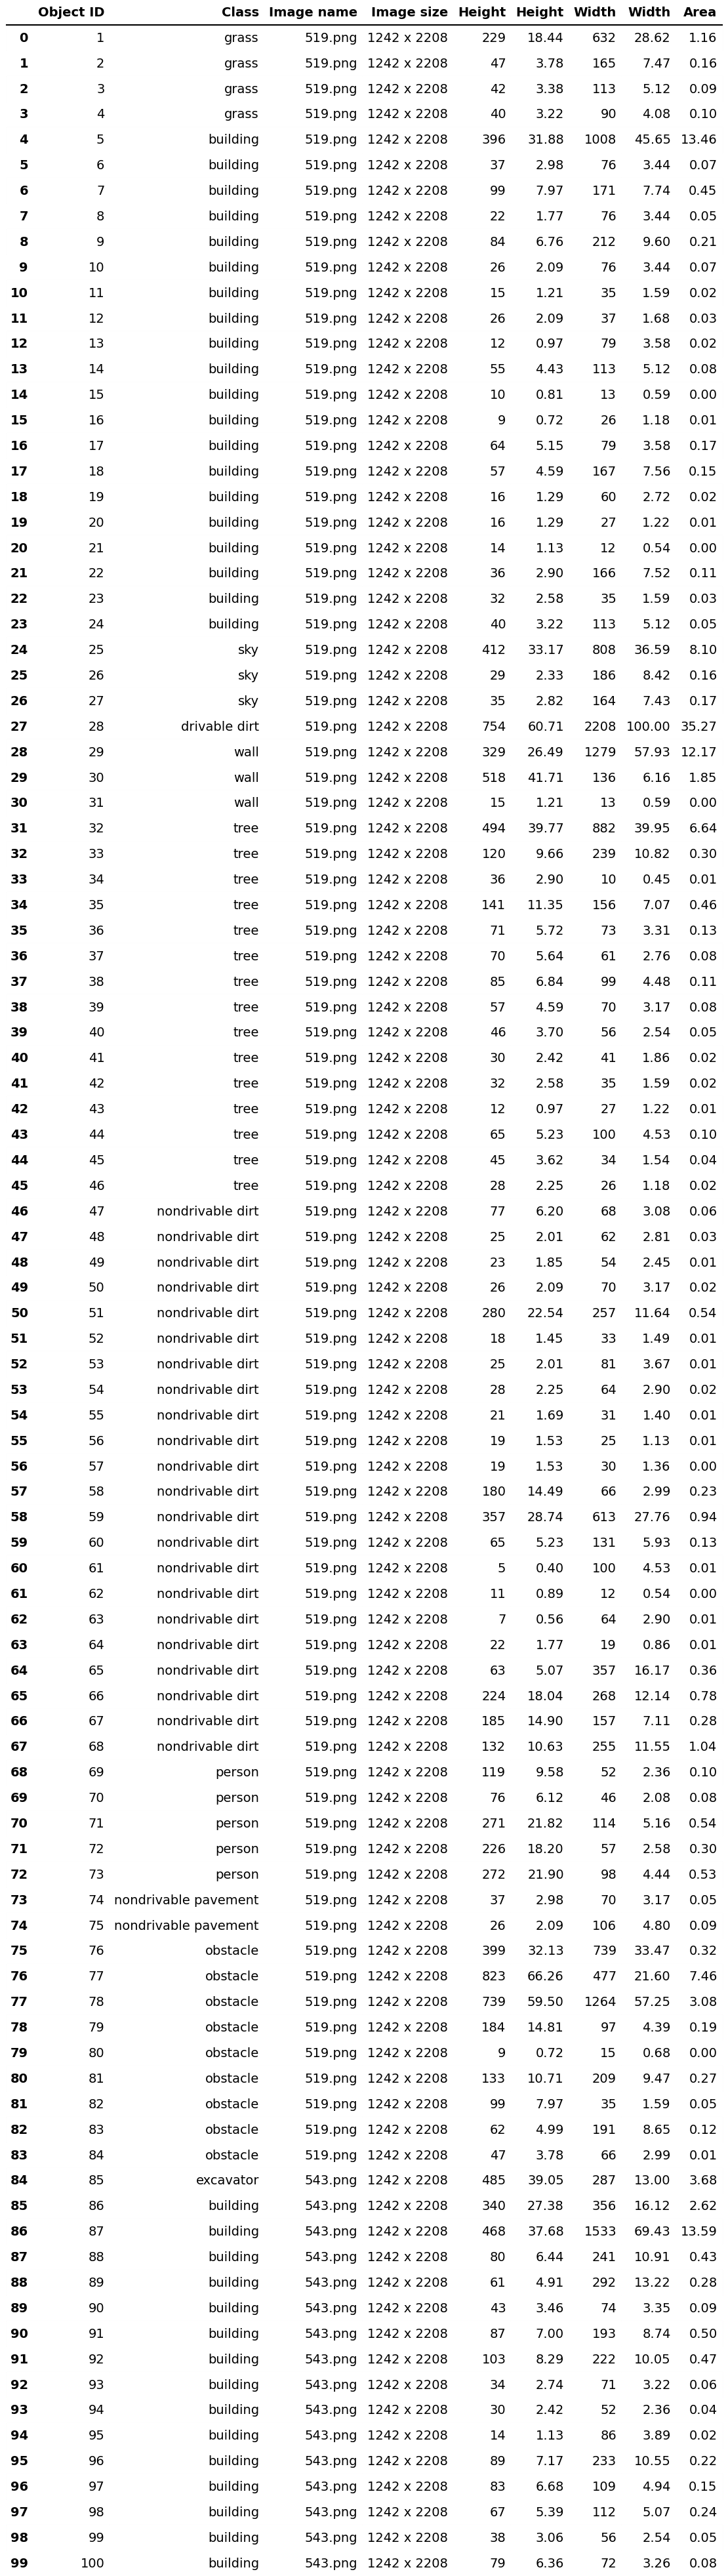 Object ID Class Image name Image size Height Height Width Width Area
0 1 grass 519.png 1242 x 2208 229 18.44 632 28.62 1.16
1 2 grass 519.png 1242 x 2208 47 3.78 165 7.47 0.16
2 3 grass 519.png 1242 x 2208 42 3.38 113 5.12 0.09
3 4 grass 519.png 1242 x 2208 40 3.22 90 4.08 0.10
4 5 building 519.png 1242 x 2208 396 31.88 1008 45.65 13.46
5 6 building 519.png 1242 x 2208 37 2.98 76 3.44 0.07
6 7 building 519.png 1242 x 2208 99 7.97 171 7.74 0.45
7 8 building 519.png 1242 x 2208 22 1.77 76 3.44 0.05
8 9 building 519.png 1242 x 2208 84 6.76 212 9.60 0.21
9 10 building 519.png 1242 x 2208 26 2.09 76 3.44 0.07
10 11 building 519.png 1242 x 2208 15 1.21 35 1.59 0.02
11 12 building 519.png 1242 x 2208 26 2.09 37 1.68 0.03
12 13 building 519.png 1242 x 2208 12 0.97 79 3.58 0.02
13 14 building 519.png 1242 x 2208 55 4.43 113 5.12 0.08
14 15 building 519.png 1242 x 2208 10 0.81 13 0.59 0.00
15 16 building 519.png 1242 x 2208 9 0.72 26 1.18 0.01
16 17 building 519.png 1242 x 2208 64 5.15 79 3.58 0.17
17 18 building 519.png 1242 x 2208 57 4.59 167 7.56 0.15
18 19 building 519.png 1242 x 2208 16 1.29 60 2.72 0.02
19 20 building 519.png 1242 x 2208 16 1.29 27 1.22 0.01
20 21 building 519.png 1242 x 2208 14 1.13 12 0.54 0.00
21 22 building 519.png 1242 x 2208 36 2.90 166 7.52 0.11
22 23 building 519.png 1242 x 2208 32 2.58 35 1.59 0.03
23 24 building 519.png 1242 x 2208 40 3.22 113 5.12 0.05
24 25 sky 519.png 1242 x 2208 412 33.17 808 36.59 8.10
25 26 sky 519.png 1242 x 2208 29 2.33 186 8.42 0.16
26 27 sky 519.png 1242 x 2208 35 2.82 164 7.43 0.17
27 28 drivable dirt 519.png 1242 x 2208 754 60.71 2208 100.00 35.27
28 29 wall 519.png 1242 x 2208 329 26.49 1279 57.93 12.17
29 30 wall 519.png 1242 x 2208 518 41.71 136 6.16 1.85
30 31 wall 519.png 1242 x 2208 15 1.21 13 0.59 0.00
31 32 tree 519.png 1242 x 2208 494 39.77 882 39.95 6.64
32 33 tree 519.png 1242 x 2208 120 9.66 239 10.82 0.30
33 34 tree 519.png 1242 x 2208 36 2.90 10 0.45 0.01
34 35 tree 519.png 1242 x 2208 141 11.35 156 7.07 0.46
35 36 tree 519.png 1242 x 2208 71 5.72 73 3.31 0.13
36 37 tree 519.png 1242 x 2208 70 5.64 61 2.76 0.08
37 38 tree 519.png 1242 x 2208 85 6.84 99 4.48 0.11
38 39 tree 519.png 1242 x 2208 57 4.59 70 3.17 0.08
39 40 tree 519.png 1242 x 2208 46 3.70 56 2.54 0.05
40 41 tree 519.png 1242 x 2208 30 2.42 41 1.86 0.02
41 42 tree 519.png 1242 x 2208 32 2.58 35 1.59 0.02
42 43 tree 519.png 1242 x 2208 12 0.97 27 1.22 0.01
43 44 tree 519.png 1242 x 2208 65 5.23 100 4.53 0.10
44 45 tree 519.png 1242 x 2208 45 3.62 34 1.54 0.04
45 46 tree 519.png 1242 x 2208 28 2.25 26 1.18 0.02
46 47 nondrivable dirt 519.png 1242 x 2208 77 6.20 68 3.08 0.06
47 48 nondrivable dirt 519.png 1242 x 2208 25 2.01 62 2.81 0.03
48 49 nondrivable dirt 519.png 1242 x 2208 23 1.85 54 2.45 0.01
49 50 nondrivable dirt 519.png 1242 x 2208 26 2.09 70 3.17 0.02
50 51 nondrivable dirt 519.png 1242 x 2208 280 22.54 257 11.64 0.54
51 52 nondrivable dirt 519.png 1242 x 2208 18 1.45 33 1.49 0.01
52 53 nondrivable dirt 519.png 1242 x 2208 25 2.01 81 3.67 0.01
53 54 nondrivable dirt 519.png 1242 x 2208 28 2.25 64 2.90 0.02
54 55 nondrivable dirt 519.png 1242 x 2208 21 1.69 31 1.40 0.01
55 56 nondrivable dirt 519.png 1242 x 2208 19 1.53 25 1.13 0.01
56 57 nondrivable dirt 519.png 1242 x 2208 19 1.53 30 1.36 0.00
57 58 nondrivable dirt 519.png 1242 x 2208 180 14.49 66 2.99 0.23
58 59 nondrivable dirt 519.png 1242 x 2208 357 28.74 613 27.76 0.94
59 60 nondrivable dirt 519.png 1242 x 2208 65 5.23 131 5.93 0.13
60 61 nondrivable dirt 519.png 1242 x 2208 5 0.40 100 4.53 0.01
61 62 nondrivable dirt 519.png 1242 x 2208 11 0.89 12 0.54 0.00
62 63 nondrivable dirt 519.png 1242 x 2208 7 0.56 64 2.90 0.01
63 64 nondrivable dirt 519.png 1242 x 2208 22 1.77 19 0.86 0.01
64 65 nondrivable dirt 519.png 1242 x 2208 63 5.07 357 16.17 0.36
65 66 nondrivable dirt 519.png 1242 x 2208 224 18.04 268 12.14 0.78
66 67 nondrivable dirt 519.png 1242 x 2208 185 14.90 157 7.11 0.28
67 68 nondrivable dirt 519.png 1242 x 2208 132 10.63 255 11.55 1.04
68 69 person 519.png 1242 x 2208 119 9.58 52 2.36 0.10
69 70 person 519.png 1242 x 2208 76 6.12 46 2.08 0.08
70 71 person 519.png 1242 x 2208 271 21.82 114 5.16 0.54
71 72 person 519.png 1242 x 2208 226 18.20 57 2.58 0.30
72 73 person 519.png 1242 x 2208 272 21.90 98 4.44 0.53
73 74 nondrivable pavement 519.png 1242 x 2208 37 2.98 70 3.17 0.05
74 75 nondrivable pavement 519.png 1242 x 2208 26 2.09 106 4.80 0.09
75 76 obstacle 519.png 1242 x 2208 399 32.13 739 33.47 0.32
76 77 obstacle 519.png 1242 x 2208 823 66.26 477 21.60 7.46
77 78 obstacle 519.png 1242 x 2208 739 59.50 1264 57.25 3.08
78 79 obstacle 519.png 1242 x 2208 184 14.81 97 4.39 0.19
79 80 obstacle 519.png 1242 x 2208 9 0.72 15 0.68 0.00
80 81 obstacle 519.png 1242 x 2208 133 10.71 209 9.47 0.27
81 82 obstacle 519.png 1242 x 2208 99 7.97 35 1.59 0.05
82 83 obstacle 519.png 1242 x 2208 62 4.99 191 8.65 0.12
83 84 obstacle 519.png 1242 x 2208 47 3.78 66 2.99 0.01
84 85 excavator 543.png 1242 x 2208 485 39.05 287 13.00 3.68
85 86 building 543.png 1242 x 2208 340 27.38 356 16.12 2.62
86 87 building 543.png 1242 x 2208 468 37.68 1533 69.43 13.59
87 88 building 543.png 1242 x 2208 80 6.44 241 10.91 0.43
88 89 building 543.png 1242 x 2208 61 4.91 292 13.22 0.28
89 90 building 543.png 1242 x 2208 43 3.46 74 3.35 0.09
90 91 building 543.png 1242 x 2208 87 7.00 193 8.74 0.50
91 92 building 543.png 1242 x 2208 103 8.29 222 10.05 0.47
92 93 building 543.png 1242 x 2208 34 2.74 71 3.22 0.06
93 94 building 543.png 1242 x 2208 30 2.42 52 2.36 0.04
94 95 building 543.png 1242 x 2208 14 1.13 86 3.89 0.02
95 96 building 543.png 1242 x 2208 89 7.17 233 10.55 0.22
96 97 building 543.png 1242 x 2208 83 6.68 109 4.94 0.15
97 98 building 543.png 1242 x 2208 67 5.39 112 5.07 0.24
98 99 building 543.png 1242 x 2208 38 3.06 56 2.54 0.05
99 100 building 543.png 1242 x 2208 79 6.36 72 3.26 0.08